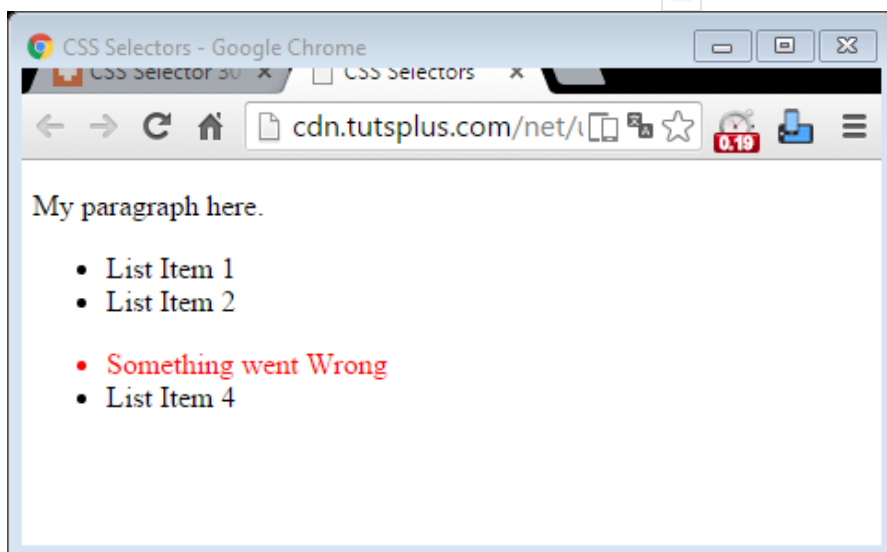 CSS Selectors - Google Chrome
CSS Selector 30
CSS Selectors
cdn.tutsplus.com/net/
0.19
My paragraph here.
• List Item 1
• List Item 2
• Something went Wrong
• List Item 4